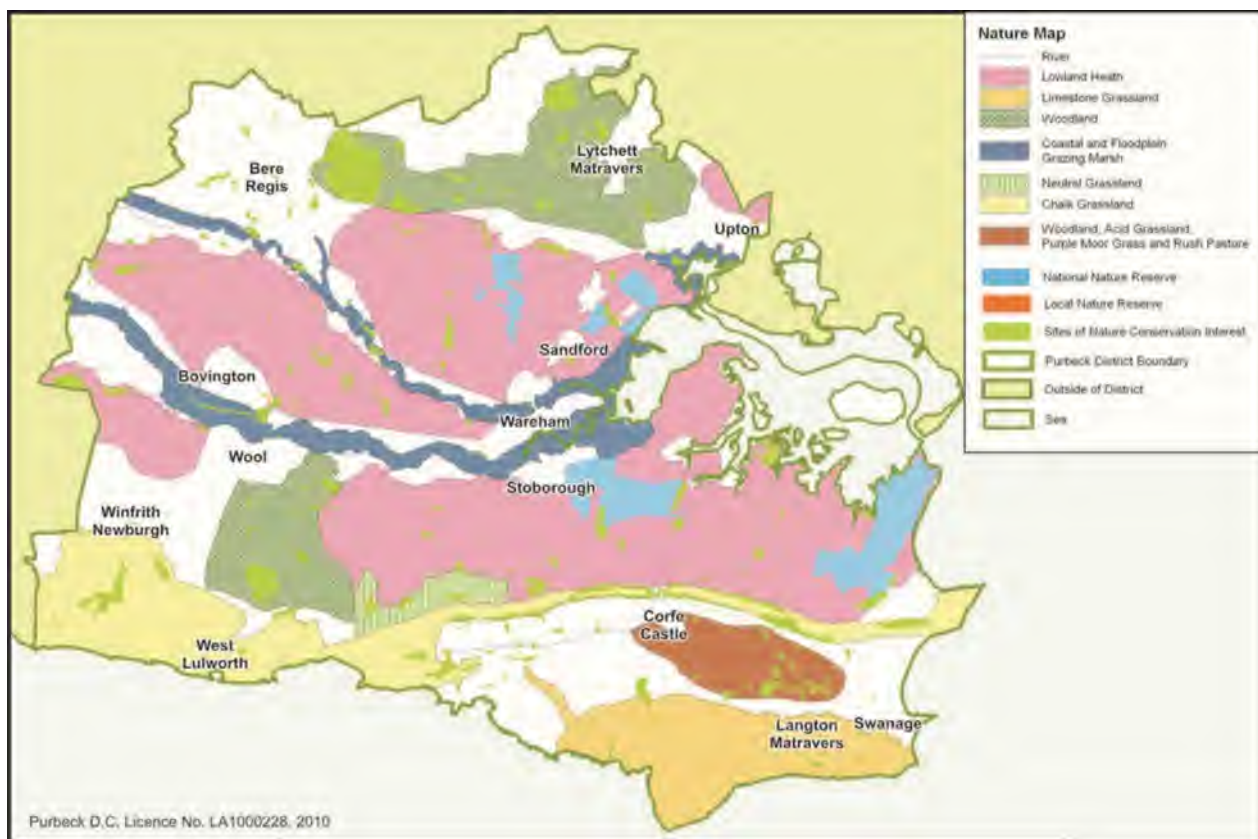 Nature Map
River
Lowland Heath
Limestone Grassland
Woodland
Coastal and Floodplain
Grazing Marsh
Neutral Grassland
Chalk Grassland
Woodland, Acid Grassland,
Purple Moor Grass and Rush Pasture
National Nature Reserve
Local Nature Reserve
Sites of Nature Conservation Interest
Purbeck District Boundary
Outside of District
Sea
Lytchett
Matravers
Bere
Regis
Upton
Sandford
Bovington
Wareham
Wool
Stoborough
Winfrith
Newburgh
Corfe
Castle
West
Lulworth
Langton
Matravers
Swanage
Purbeck D.C. Licence No. LA1000228, 2010